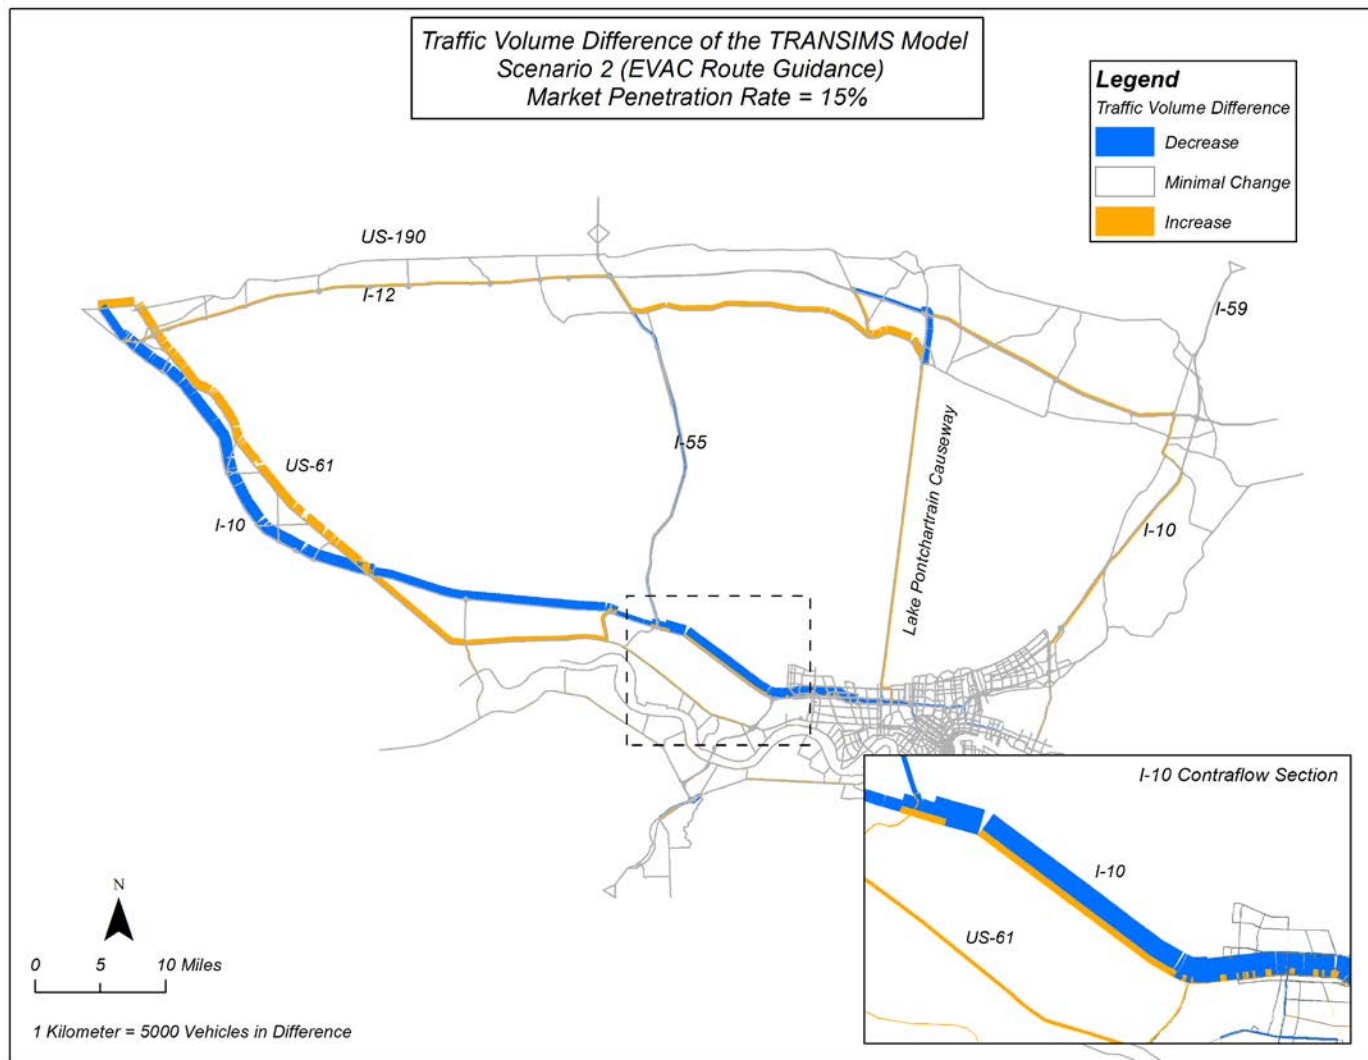 Traffic Volume Difference of the TRANSIMS Model
Scenario 2 (EVAC Route Guidance)
Market Penetration Rate = 15%
Legend
Traffic Volume Difference
Decrease
Minimal Change
Increase
US-190
I-12
I-59
I-55
US-61
I-10
Lake Pontchartrain Causeway
I-10
I-10 Contraflow Section
I-10
US-61
N
0 5 10 Miles
1 Kilometer = 5000 Vehicles in Difference